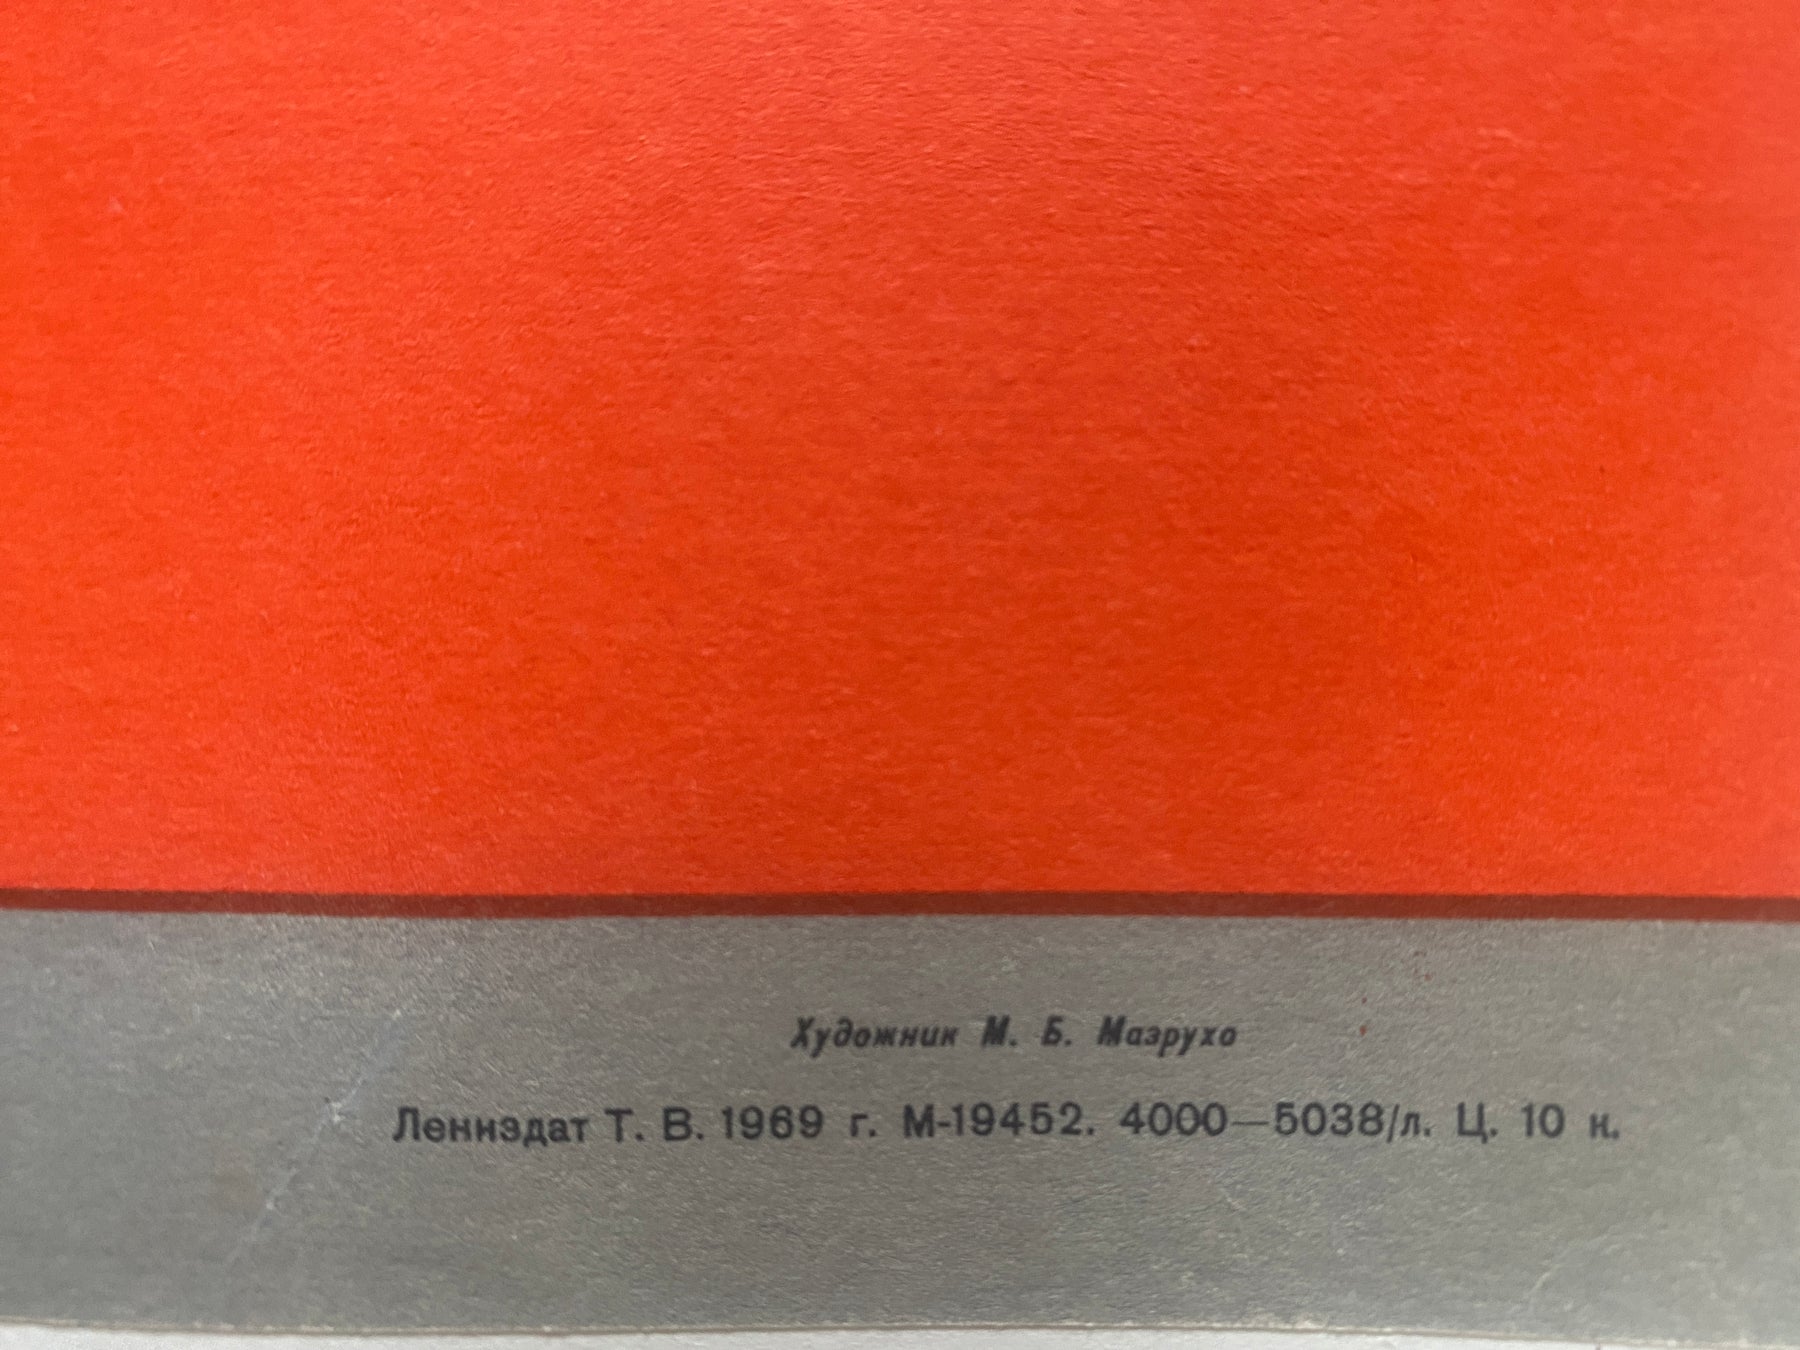 Художник М. Б. Мазрухо
Лениздат Т. В. 1969 г. М-19452. 4000—5038/л. Ц. 10 к.